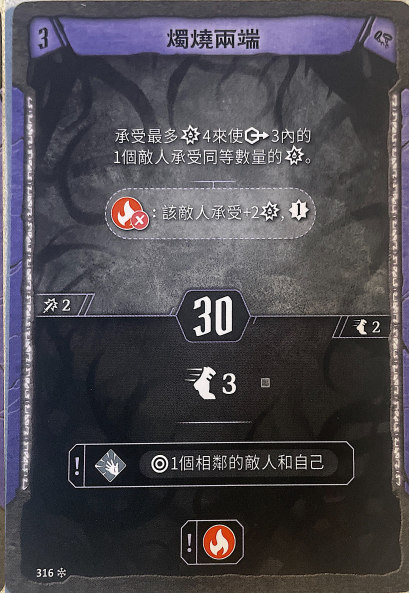 3
燭燒兩端
承受最多4來使3內的
1個敵人承受同等數量的。
：該敵人承受+2
2
30
2
3
! 1個相鄰的敵人和自己
!
316